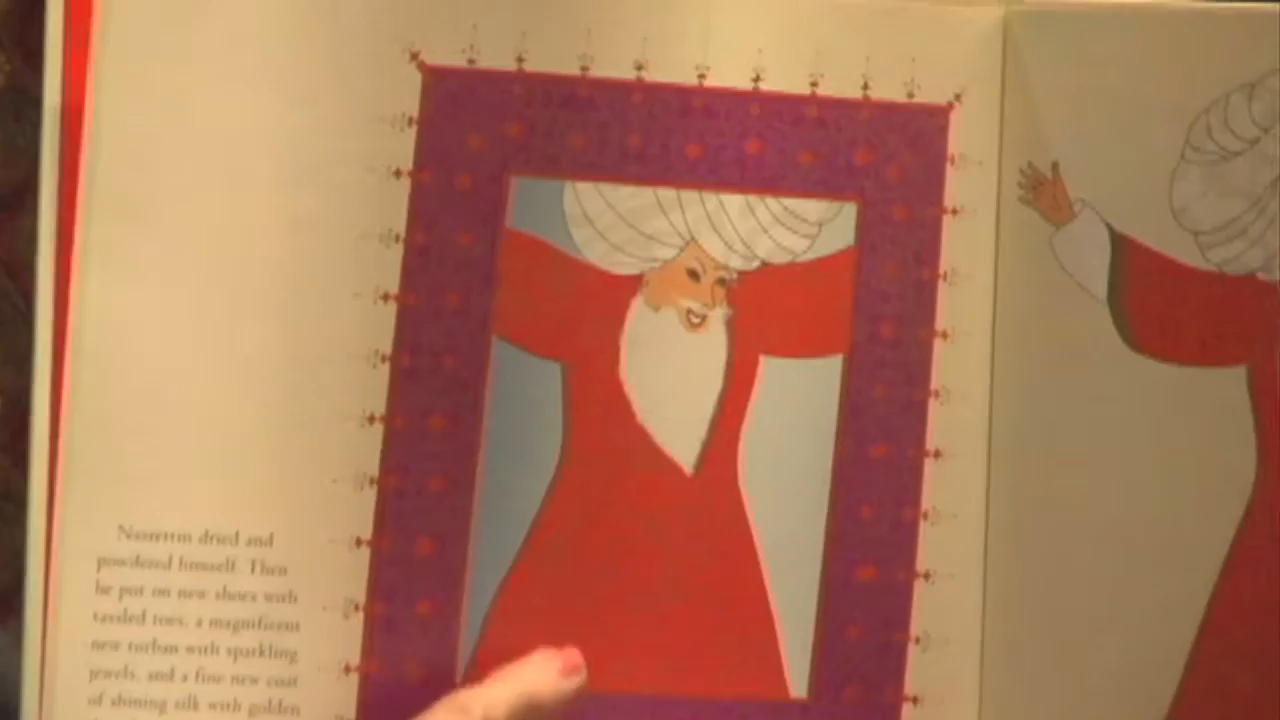 Nasrettin dried and
powdered himself. Then
he put on new shoes with
tassled toes, a magnificent
new turban with sparkling
jewels, and a fine new coat
of shining silk with golden